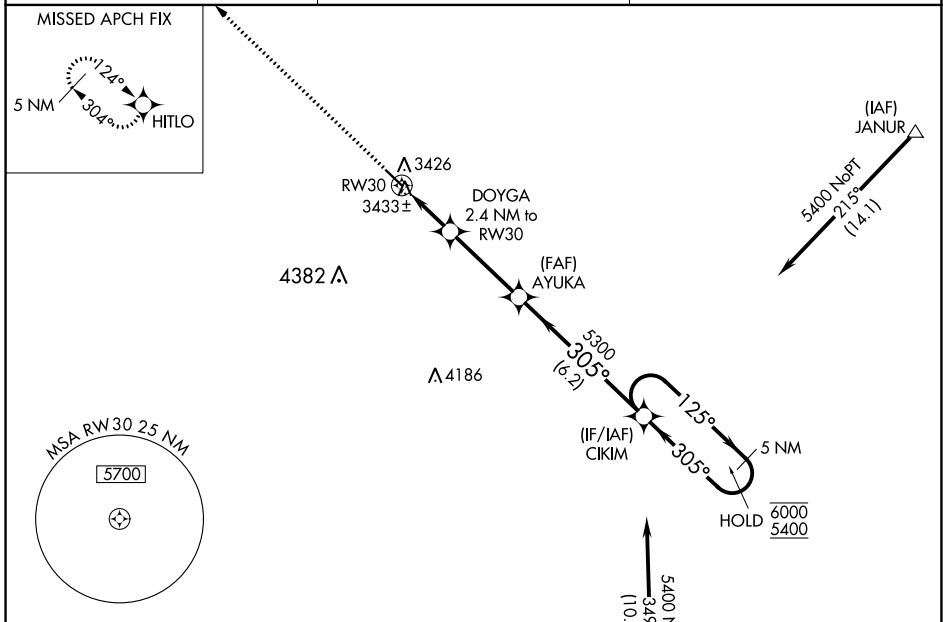 MISSED APCH FIX
124°
5 NM
304°
HITLO
(IAF)
JANUR
5400 NoPT
215°
(14.1)
3426
RW30
3433±
DOYGA
2.4 NM to
RW30
(FAF)
AYUKA
4382
5300
305°
(6.2)
4186
125°
(IF/IAF)
CIKIM
305°
5 NM
HOLD
6000
5400
MSA RW30 25 NM
5700
5400